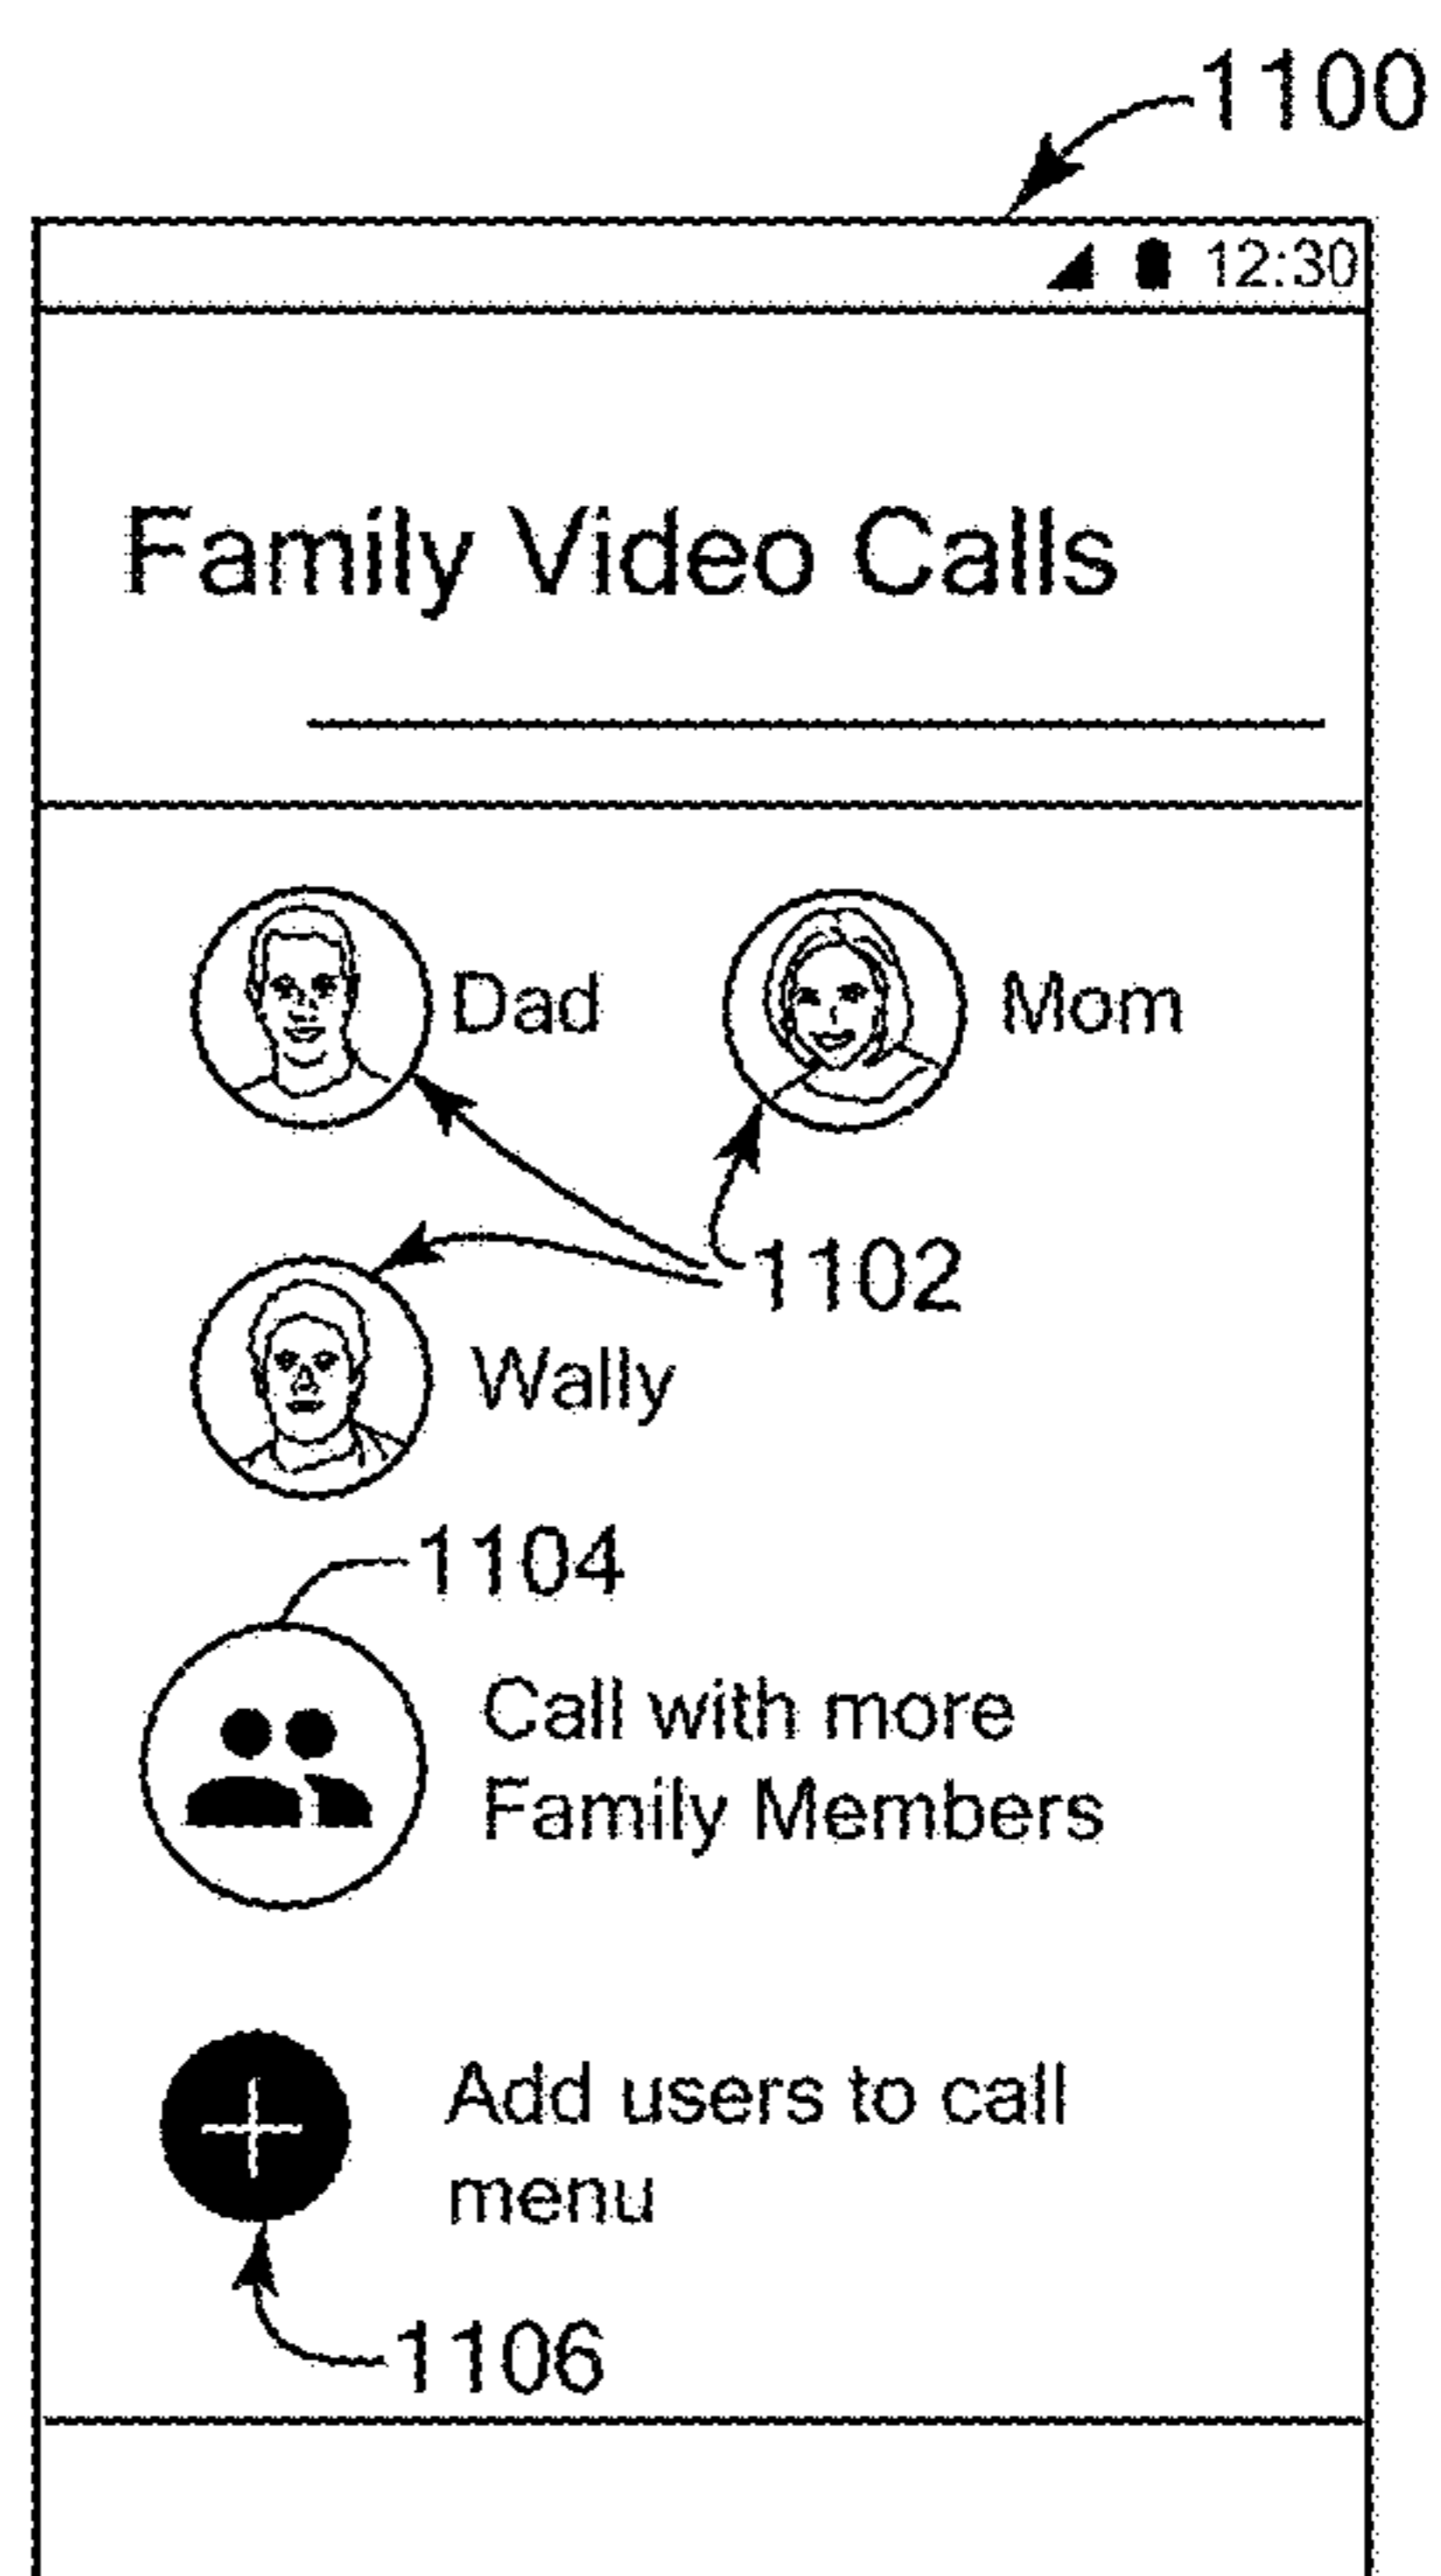 1100
12:30
Family Video Calls
Dad
Mom
1102
Wally
1104
Call with more
Family Members
Add users to call
menu
1106